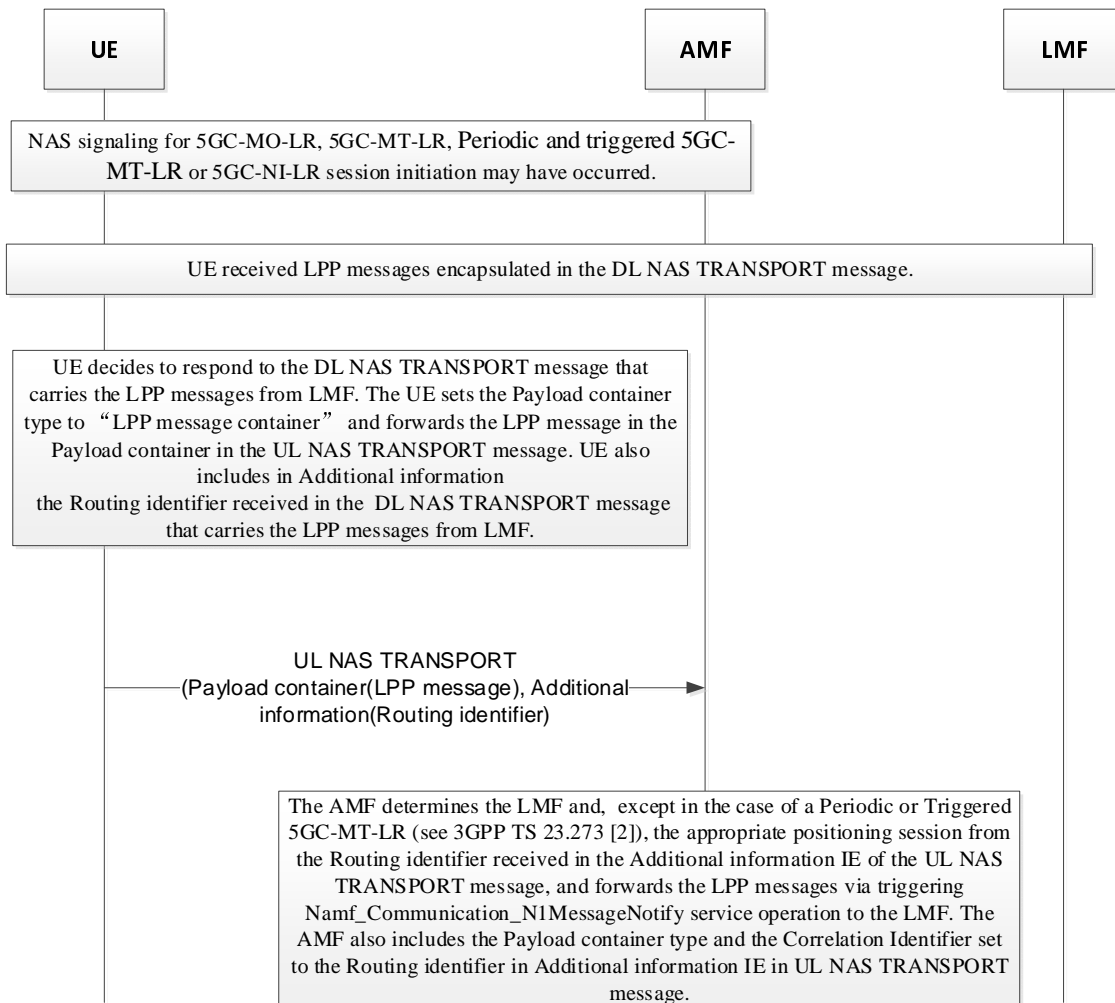 UE
AMF
LMF
NAS signaling for 5GC-MO-LR, 5GC-MT-LR, Periodic and triggered 5GC-
MT-LR or 5GC-NI-LR session initiation may have occurred.
UE received LPP messages encapsulated in the DL NAS TRANSPORT message.
UE decides to respond to the DL NAS TRANSPORT message that
carries the LPP messages from LMF. The UE sets the Payload container
type to “LPP message container” and forwards the LPP message in the
Payload container in the UL NAS TRANSPORT message. UE also
includes in Additional information
the Routing identifier received in the DL NAS TRANSPORT message
that carries the LPP messages from LMF.
UL NAS TRANSPORT
(Payload container(LPP message), Additional
information(Routing identifier)
The AMF determines the LMF and, except in the case of a Periodic or Triggered
5GC-MT-LR (see 3GPP TS 23.273 [2]), the appropriate positioning session from
the Routing identifier received in the Additional information IE of the UL NAS
TRANSPORT message, and forwards the LPP messages via triggering
Namf_Communication_N1MessageNotify service operation to the LMF. The
AMF also includes the Payload container type and the Correlation Identifier set
to the Routing identifier in Additional information IE in UL NAS TRANSPORT
message.